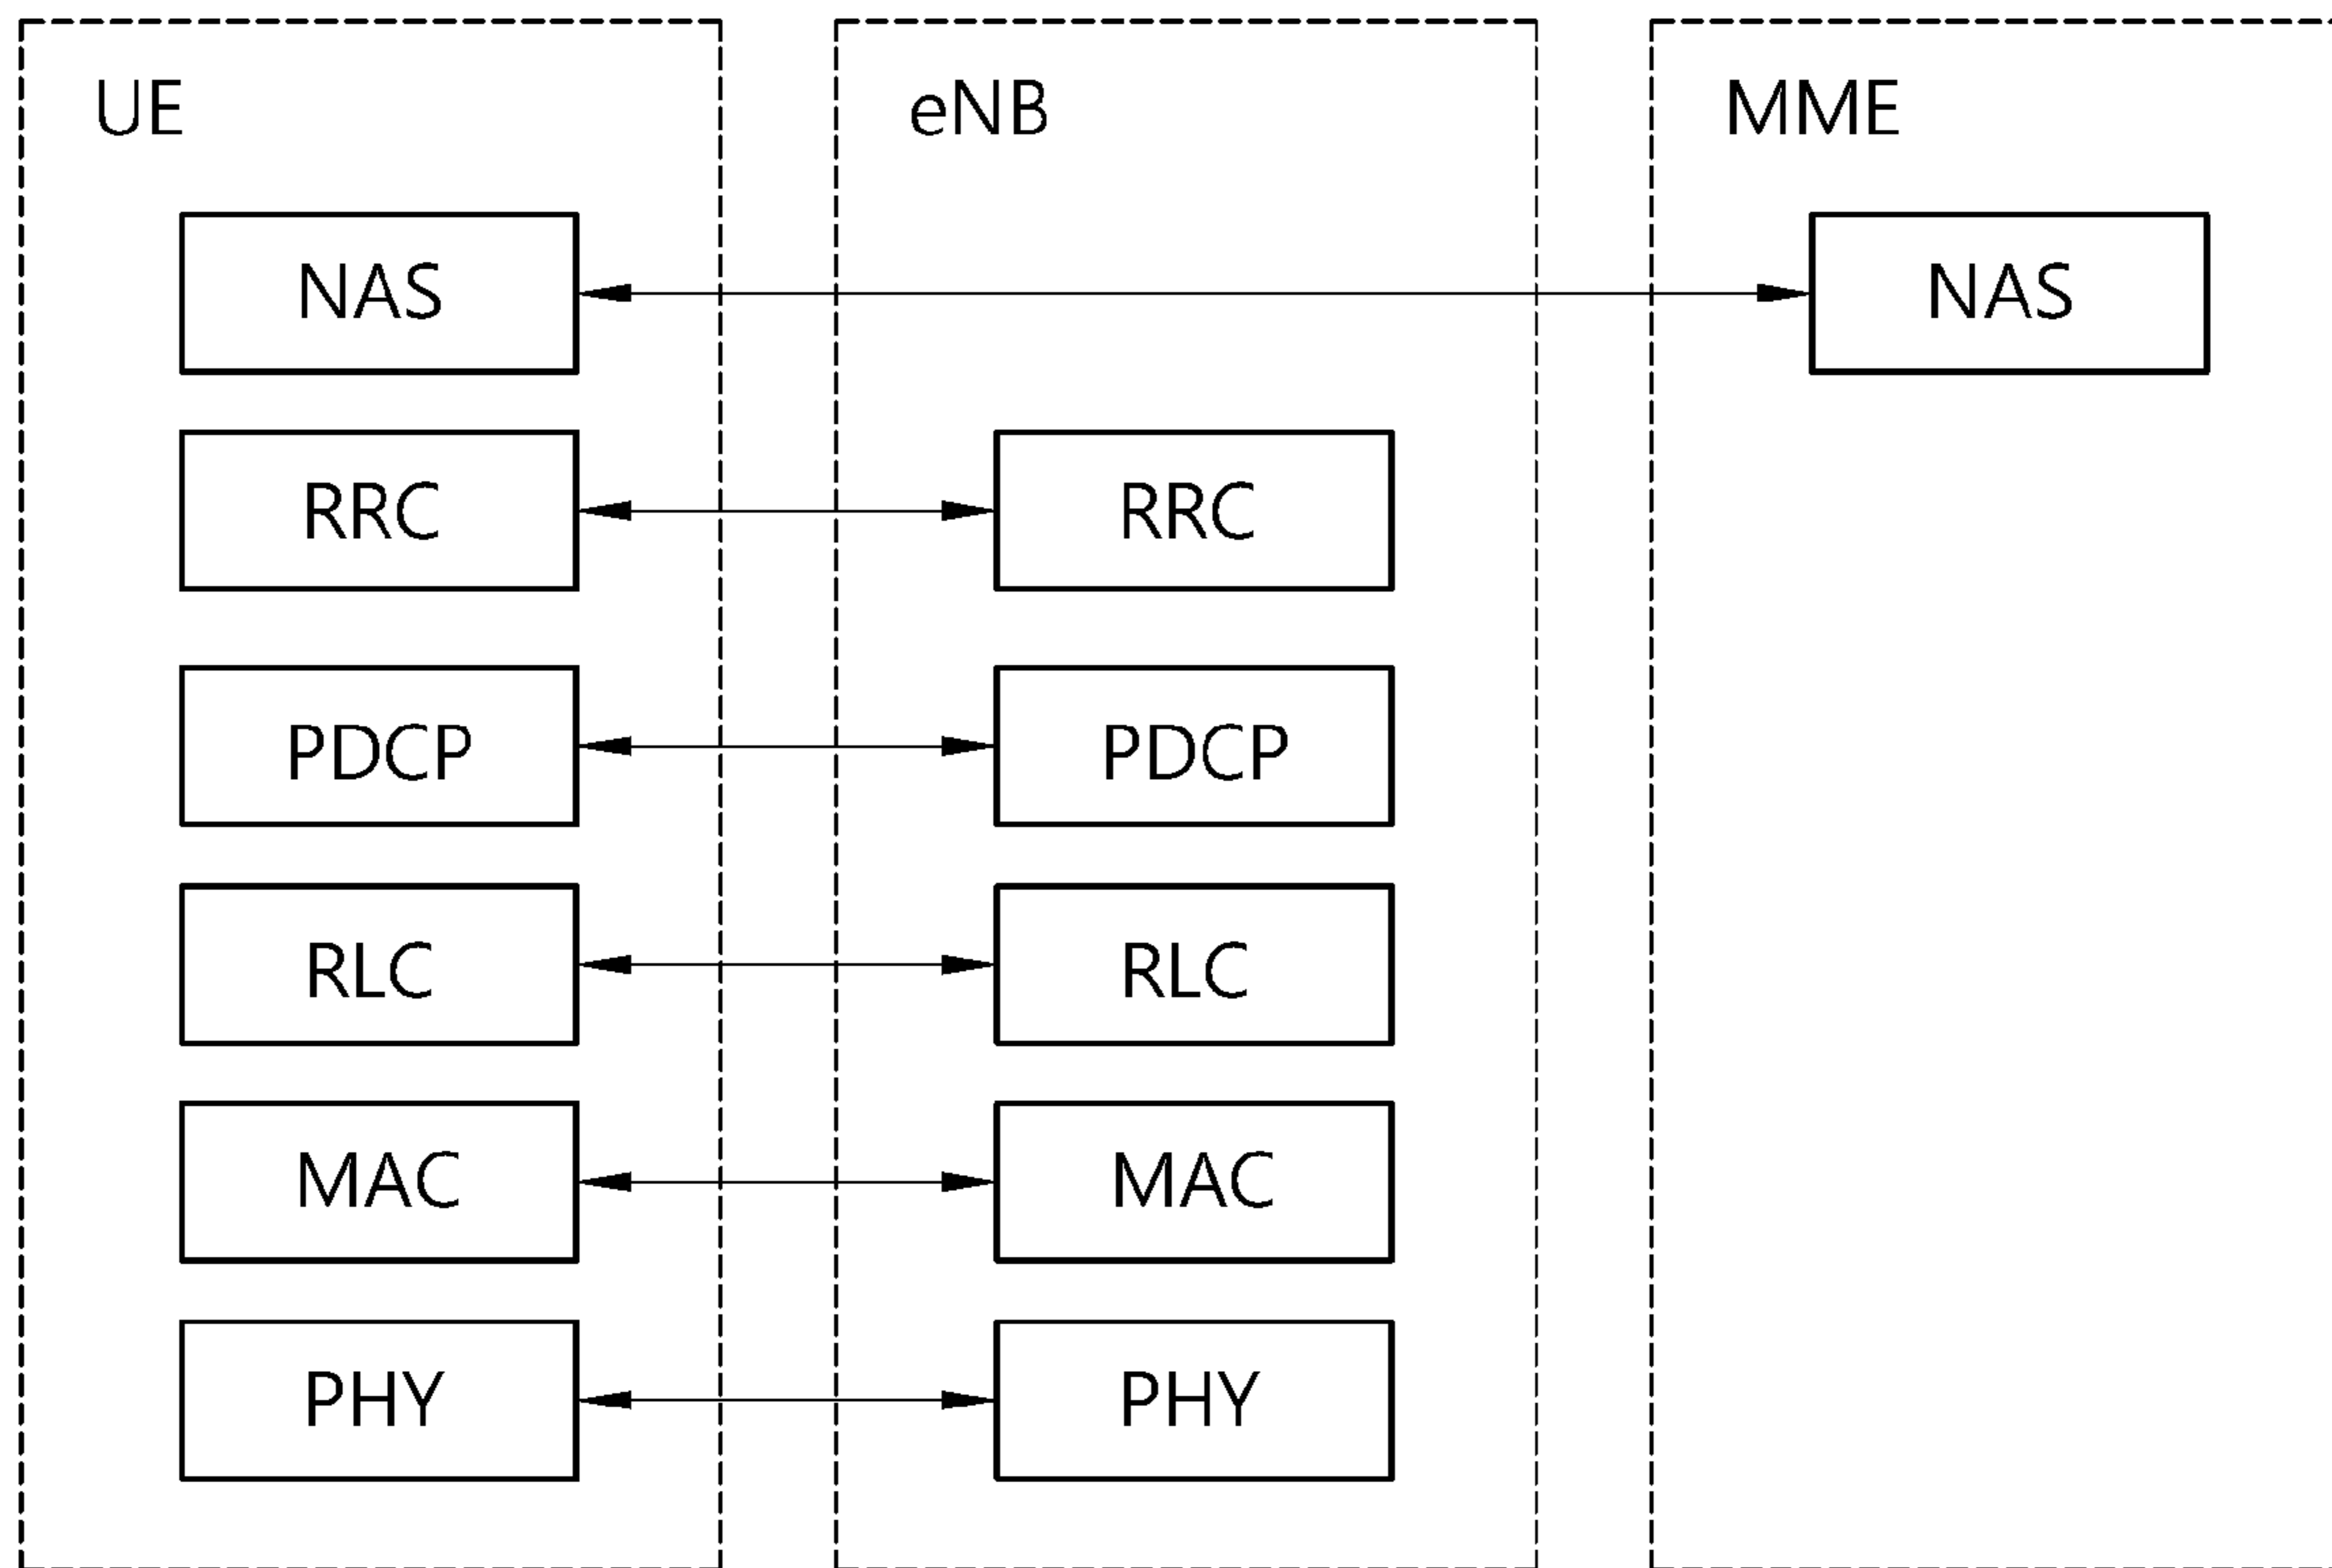 UE eNB MME
NAS NAS
RRC RRC
PDCP PDCP
RLC RLC
MAC MAC
PHY PHY